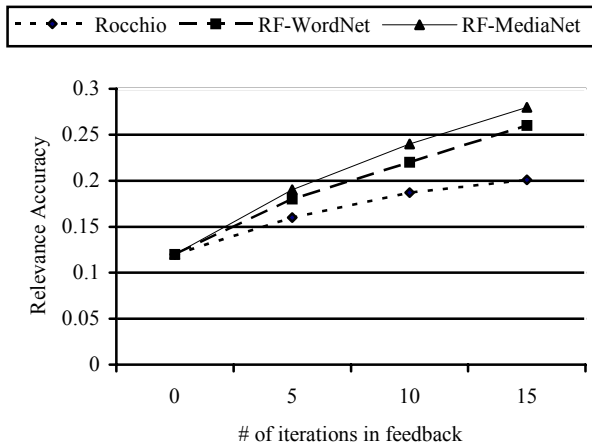 Rocchio RF-WordNet RF-MediaNet
0.3
0.25
0.2
0.15
0.1
0.05
0
Relevance Accuracy
0 5 10 15
# of iterations in feedback